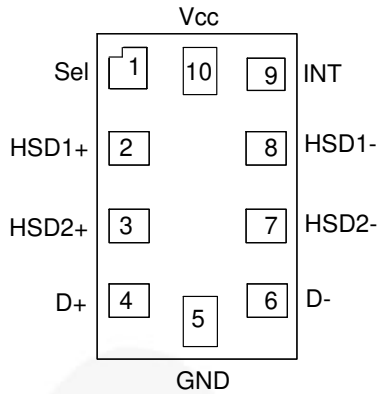 Vcc
Sel 1 10 9 INT
HSD1+ 2 8 HSD1-
HSD2+ 3 7 HSD2-
D+ 4 5 6 D-
GND